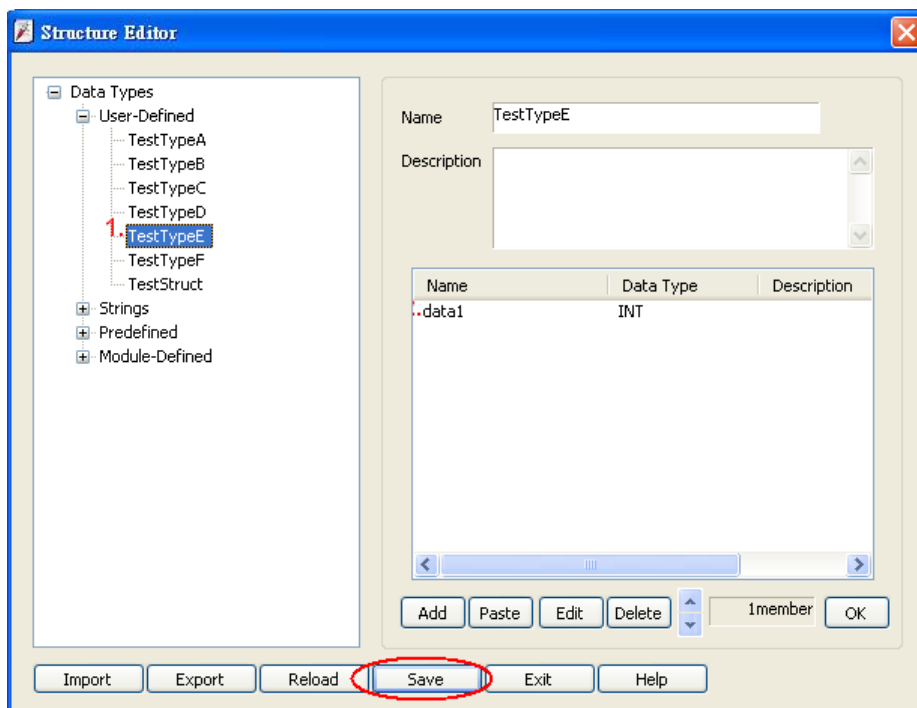 Structure Editor
Data Types
User-Defined
TestTypeA
TestTypeB
TestTypeC
TestTypeD
1. TestTypeE
TestTypeF
TestStruct
Strings
Predefined
Module-Defined
Name TestTypeE
Description
Name Data Type Description
data1 INT
Add Paste Edit Delete 1member OK
Import Export Reload Save Exit Help